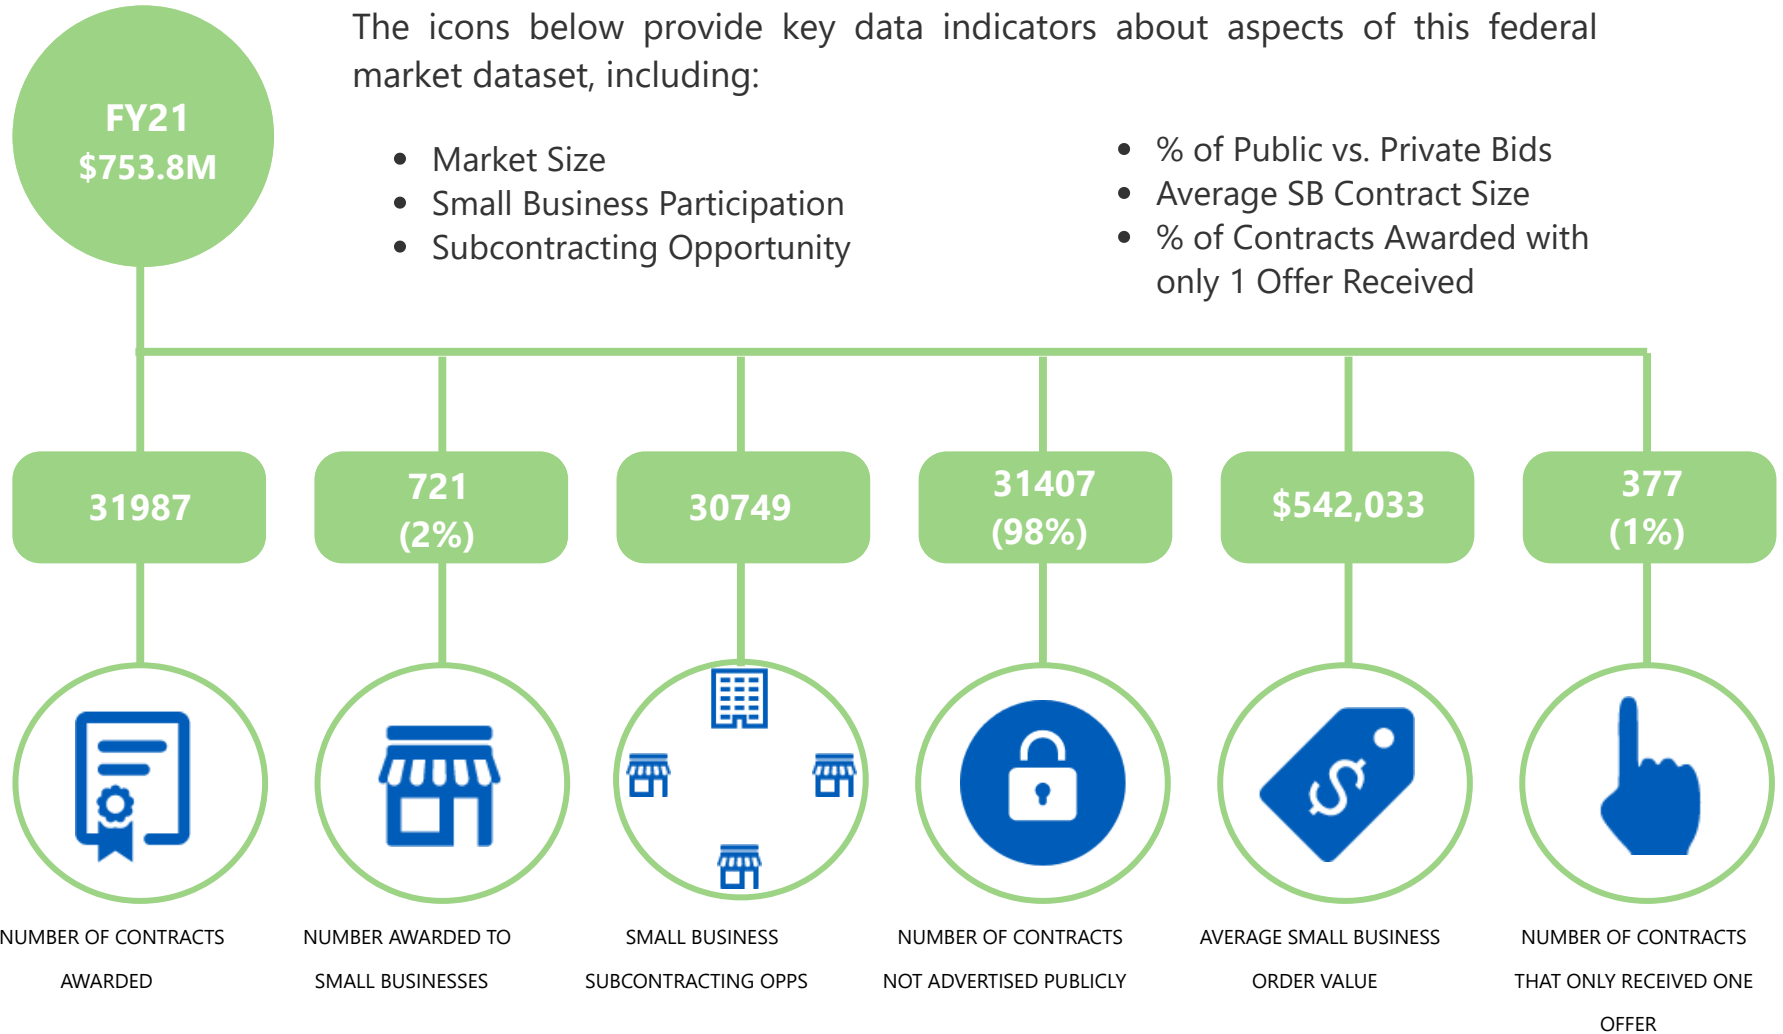 FY21
$753.8M
The icons below provide key data indicators about aspects of this federal
market dataset, including:
• Market Size
• Small Business Participation
• Subcontracting Opportunity
• % of Public vs. Private Bids
• Average SB Contract Size
• % of Contracts Awarded with
only 1 Offer Received
31987
721
(2%)
30749
31407
(98%)
$542,033
377
(1%)
NUMBER OF CONTRACTS
AWARDED
NUMBER AWARDED TO
SMALL BUSINESSES
SMALL BUSINESS
SUBCONTRACTING OPPS
NUMBER OF CONTRACTS
NOT ADVERTISED PUBLICLY
AVERAGE SMALL BUSINESS
ORDER VALUE
NUMBER OF CONTRACTS
THAT ONLY RECEIVED ONE
OFFER